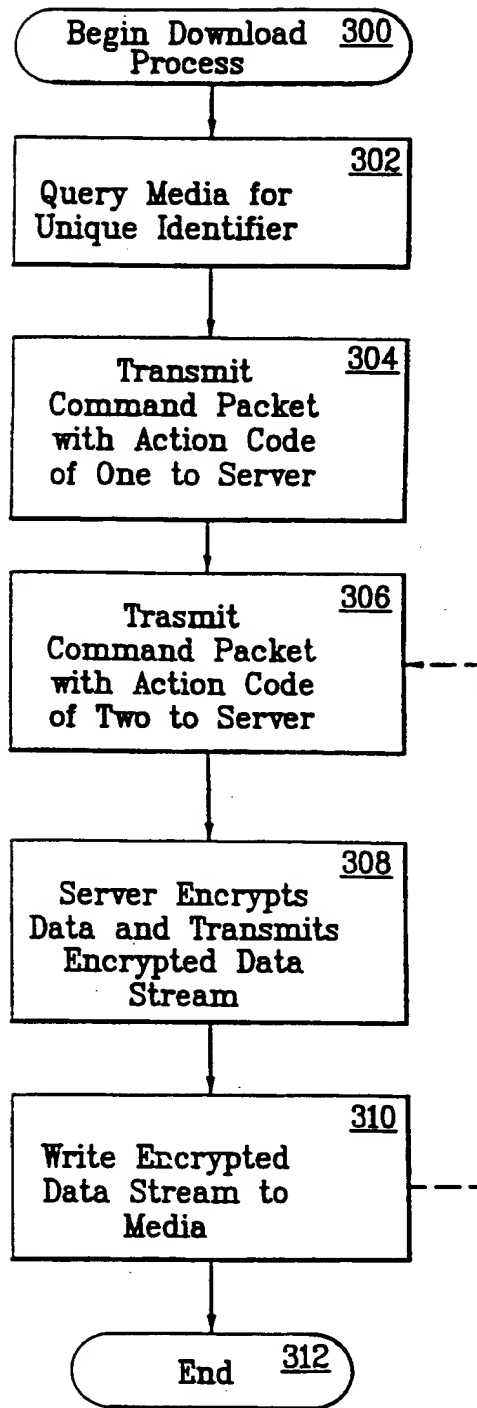 Begin Download 300
Process
302
Query Media for
Unique Identifier
304
Transmit
Command Packet
with Action Code
of One to Server
306
Trasmit
Command Packet
with Action Code
of Two to Server
308
Server Encrypts
Data and Transmits
Encrypted Data
Stream
310
Write Encrypted
Data Stream to
Media
End 312